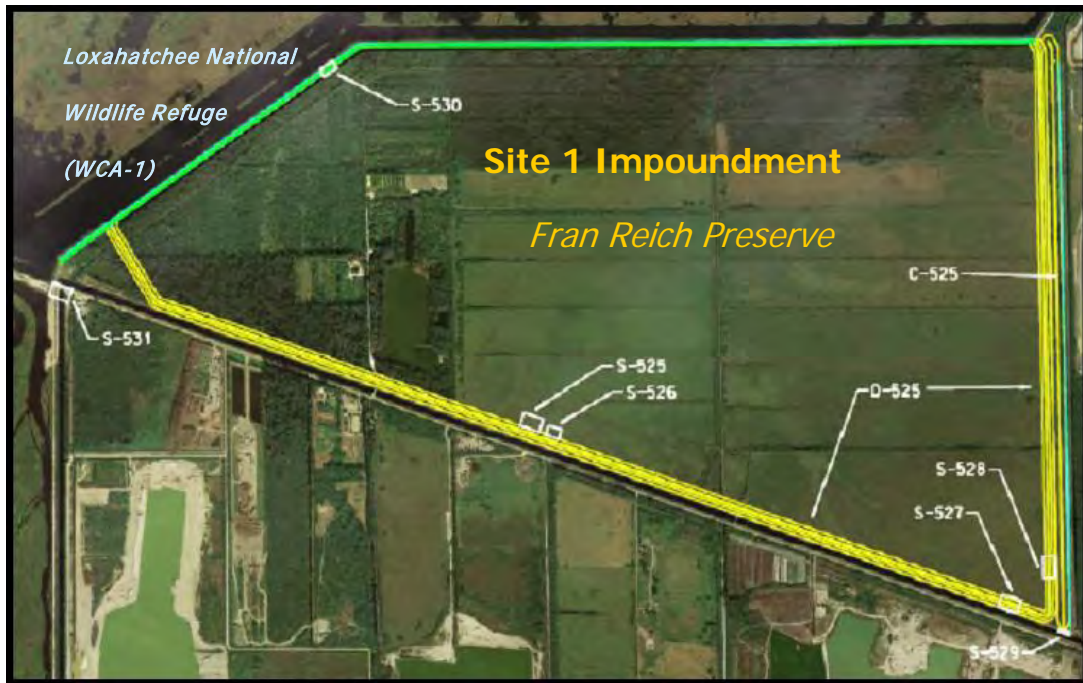 Loxahatchee National
Wildlife Refuge
(WCA-1)
S-530
Site 1 Impoundment
Fran Reich Preserve
C-525
S-531
S-525
S-526
D-525
S-528
S-527
S-529